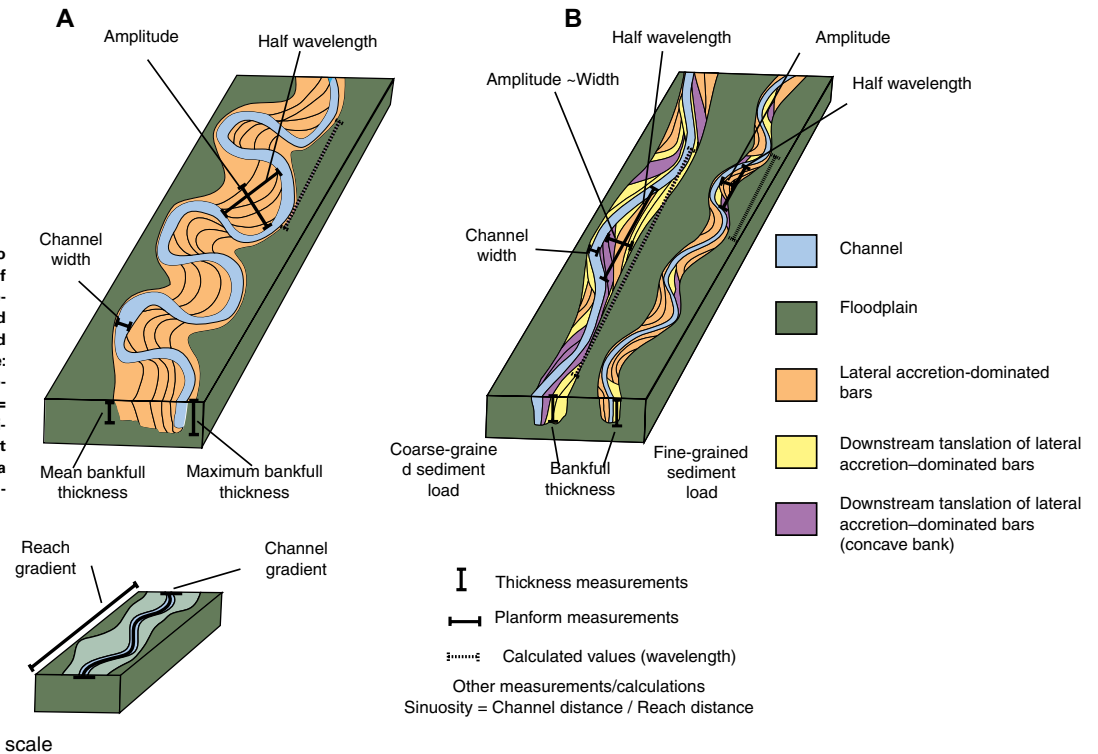 A
B
Amplitude
Half wavelength
Half wavelength
Amplitude
Amplitude ~Width
Half wavelength
Channel
width
Channel
width
Channel
Floodplain
Lateral accretion-dominated
bars
Downstream tanslation of lateral
accretion–dominated bars
Downstream tanslation of lateral
accretion–dominated bars
(concave bank)
Mean bankfull
thickness
Maximum bankfull
thickness
Coarse-graine
d sediment
load
Bankfull
thickness
Fine-grained
sediment
load
o
f
-
d
d
e:
-
=
-
t
a
-
Reach
gradient
Channel
gradient
Thickness measurements
Planform measurements
Calculated values (wavelength)
Other measurements/calculations
Sinuosity = Channel distance / Reach distance
scale